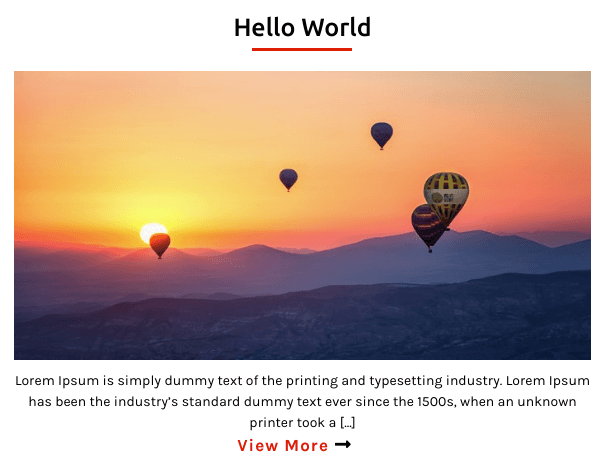 Hello World
Lorem Ipsum is simply dummy text of the printing and typesetting industry. Lorem Ipsum
has been the industry’s standard dummy text ever since the 1500s, when an unknown
printer took a [...]
View More